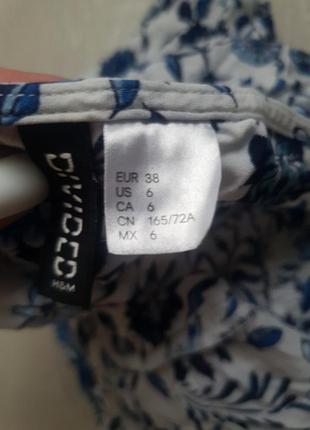 DIVIDED
H&M
EUR 38
US 6
CA 6
CN 165/72A
MX 6